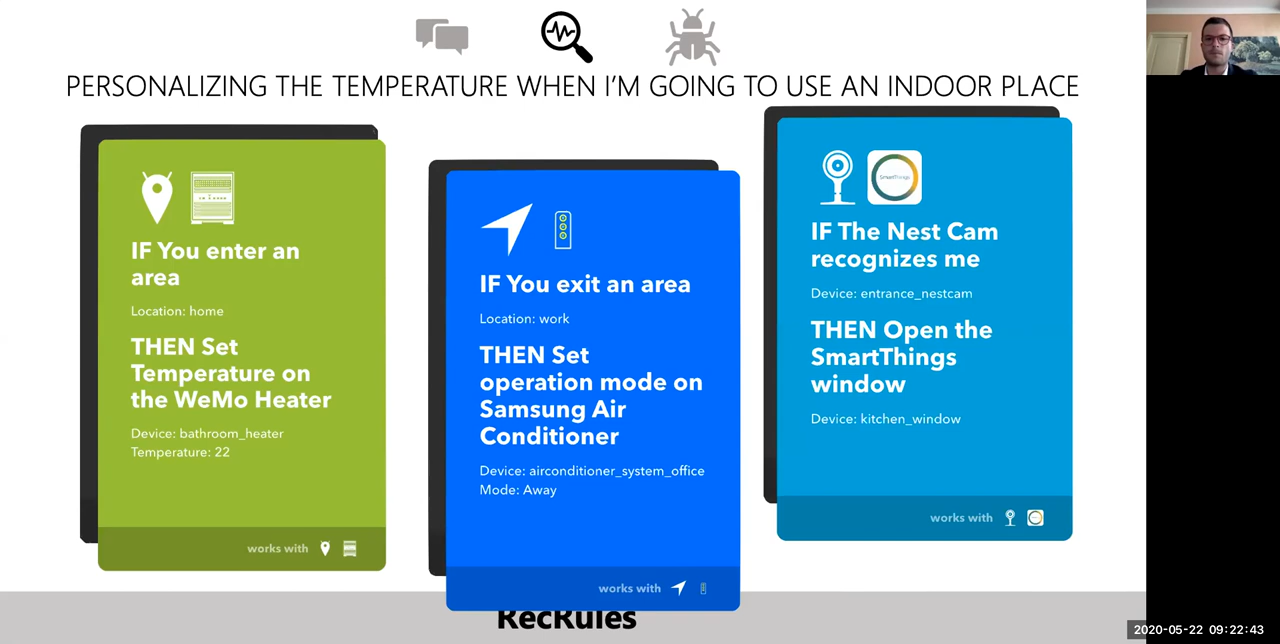 PERSONALIZING THE TEMPERATURE WHEN I'M GOING TO USE AN INDOOR PLACE
IF You enter an
area
Location: home
THEN Set
Temperature on
the WeMo Heater
Device: bathroom_heater
Temperature: 22
works with
IF You exit an area
Location: work
THEN Set
operation mode on
Samsung Air
Conditioner
Device: airconditioner_system_office
Mode: Away
works with
SmartThings
IF The Nest Cam
recognizes me
Device: entrance_nestcam
THEN Open the
SmartThings
window
Device: kitchen_window
works with
RecRules
2020-05-22 09:22:43